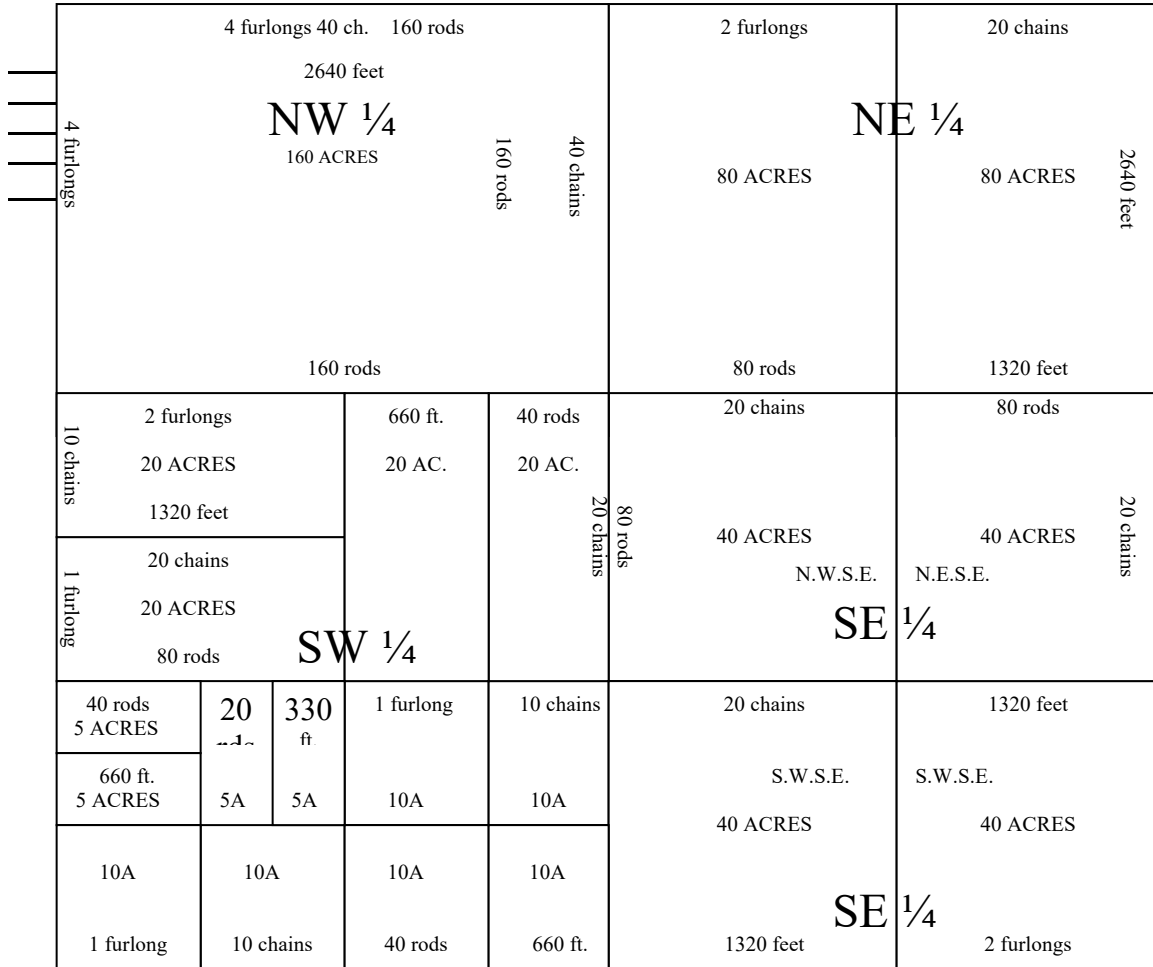 4 furlongs 40 ch. 160 rods
2640 feet
NW ¼
160 ACRES
4 furlongs
160 rods
40 chains
160 rods
2 furlongs
20 chains
NE ¼
80 ACRES
80 ACRES
2640 feet
80 rods
1320 feet
2 furlongs
10 chains
20 ACRES
1320 feet
660 ft.
20 AC.
40 rods
20 AC.
20 chains
20 chains
1 furlong
20 ACRES
80 rods
SW ¼
20 chains
80 rods
80 rods
40 ACRES
40 ACRES
20 chains
N.W.S.E.
N.E.S.E.
SE ¼
40 rods
5 ACRES
20
rds
330
ft.
1 furlong
10 chains
660 ft.
5 ACRES
5A
5A
10A
10A
10A
10A
10A
10A
1 furlong
10 chains
40 rods
660 ft.
20 chains
1320 feet
S.W.S.E.
S.W.S.E.
40 ACRES
40 ACRES
SE ¼
1320 feet
2 furlongs